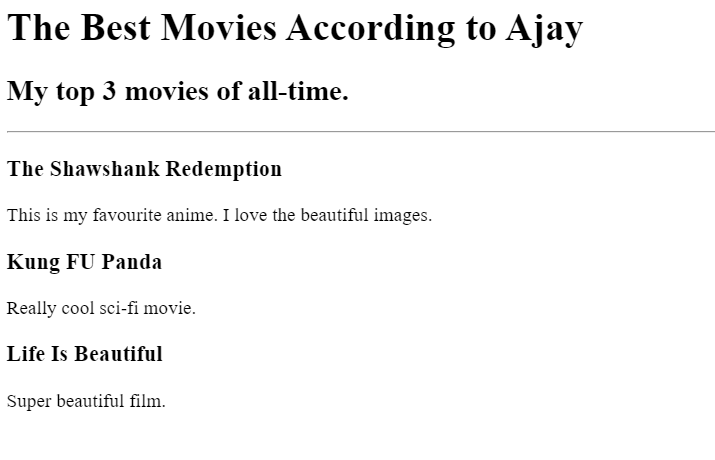 The Best Movies According to Ajay
My top 3 movies of all-time.
The Shawshank Redemption
This is my favourite anime. I love the beautiful images.
Kung FU Panda
Really cool sci-fi movie.
Life Is Beautiful
Super beautiful film.